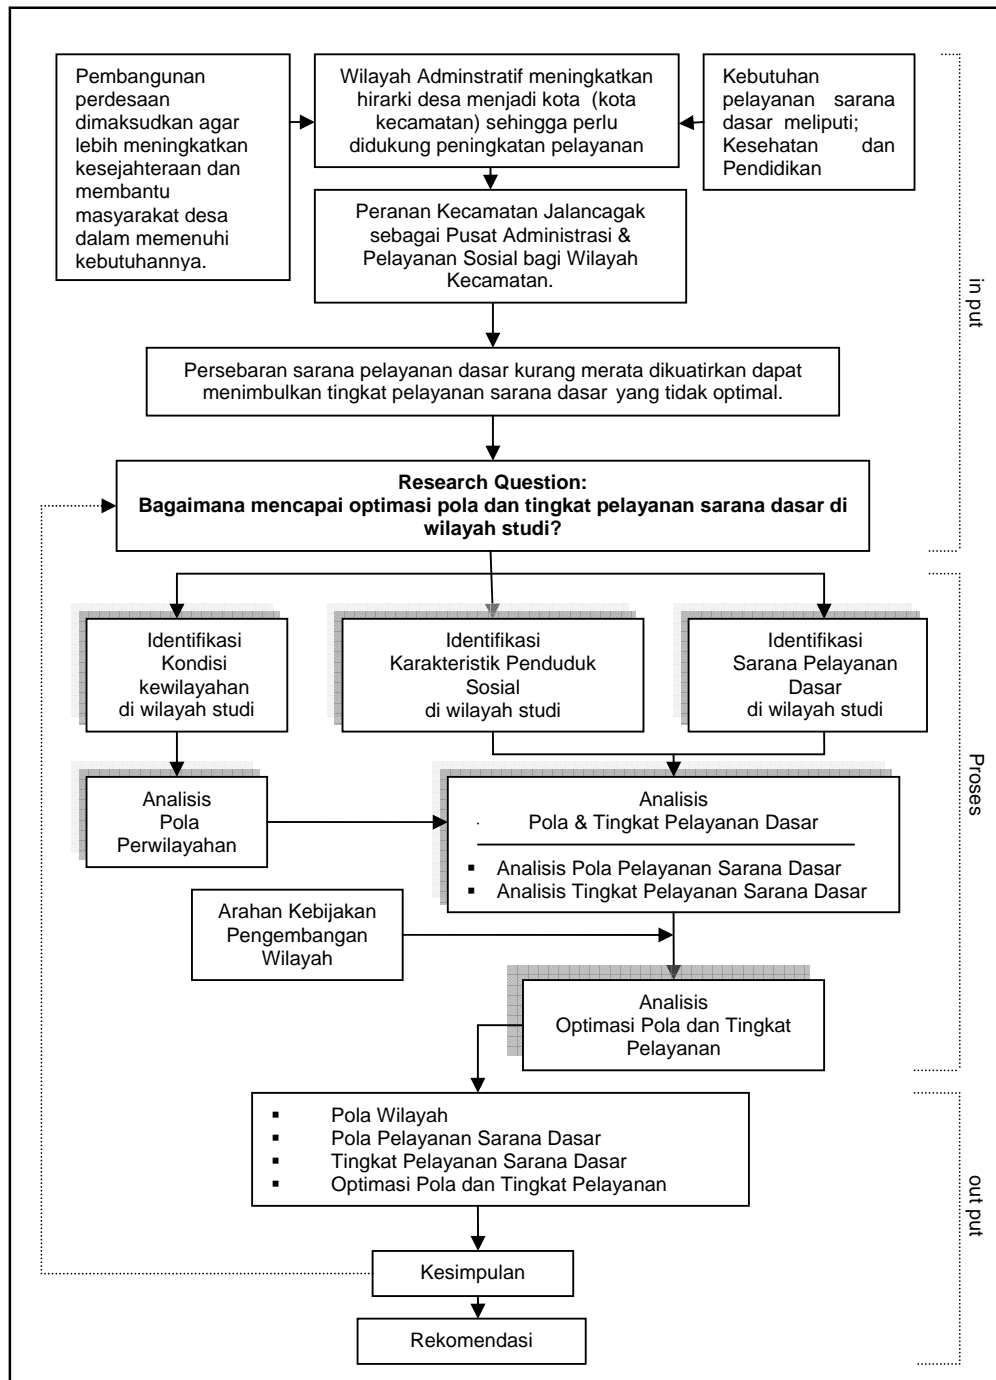 Pembangunan
perdesaan
dimaksudkan agar
lebih meningkatkan
kesejahteraan dan
membantu
masyarakat desa
dalam memenuhi
kebutuhannya.
Wilayah Adminstratif meningkatkan
hirarki desa menjadi kota (kota
kecamatan) sehingga perlu
didukung peningkatan pelayanan
Kebutuhan
pelayanan sarana
dasar meliputi;
Kesehatan dan
Pendidikan
Peranan Kecamatan Jalancagak
sebagai Pusat Administrasi &
Pelayanan Sosial bagi Wilayah
Kecamatan.
in put
Persebaran sarana pelayanan dasar kurang merata dikuatirkan dapat
menimbulkan tingkat pelayanan sarana dasar yang tidak optimal.
Research Question:
Bagaimana mencapai optimasi pola dan tingkat pelayanan sarana dasar di
wilayah studi?
Identifikasi
Kondisi
kewilayahan
di wilayah studi
Identifikasi
Karakteristik Penduduk
Sosial
di wilayah studi
Identifikasi
Sarana Pelayanan
Dasar
di wilayah studi
Proses
Analisis
Pola
Perwilayahan
Analisis
. Pola & Tingkat Pelayanan Dasar
▪ Analisis Pola Pelayanan Sarana Dasar
▪ Analisis Tingkat Pelayanan Sarana Dasar
Arahan Kebijakan
Pengembangan
Wilayah
Analisis
Optimasi Pola dan Tingkat
Pelayanan
▪ Pola Wilayah
▪ Pola Pelayanan Sarana Dasar
▪ Tingkat Pelayanan Sarana Dasar
▪ Optimasi Pola dan Tingkat Pelayanan
out put
Kesimpulan
Rekomendasi